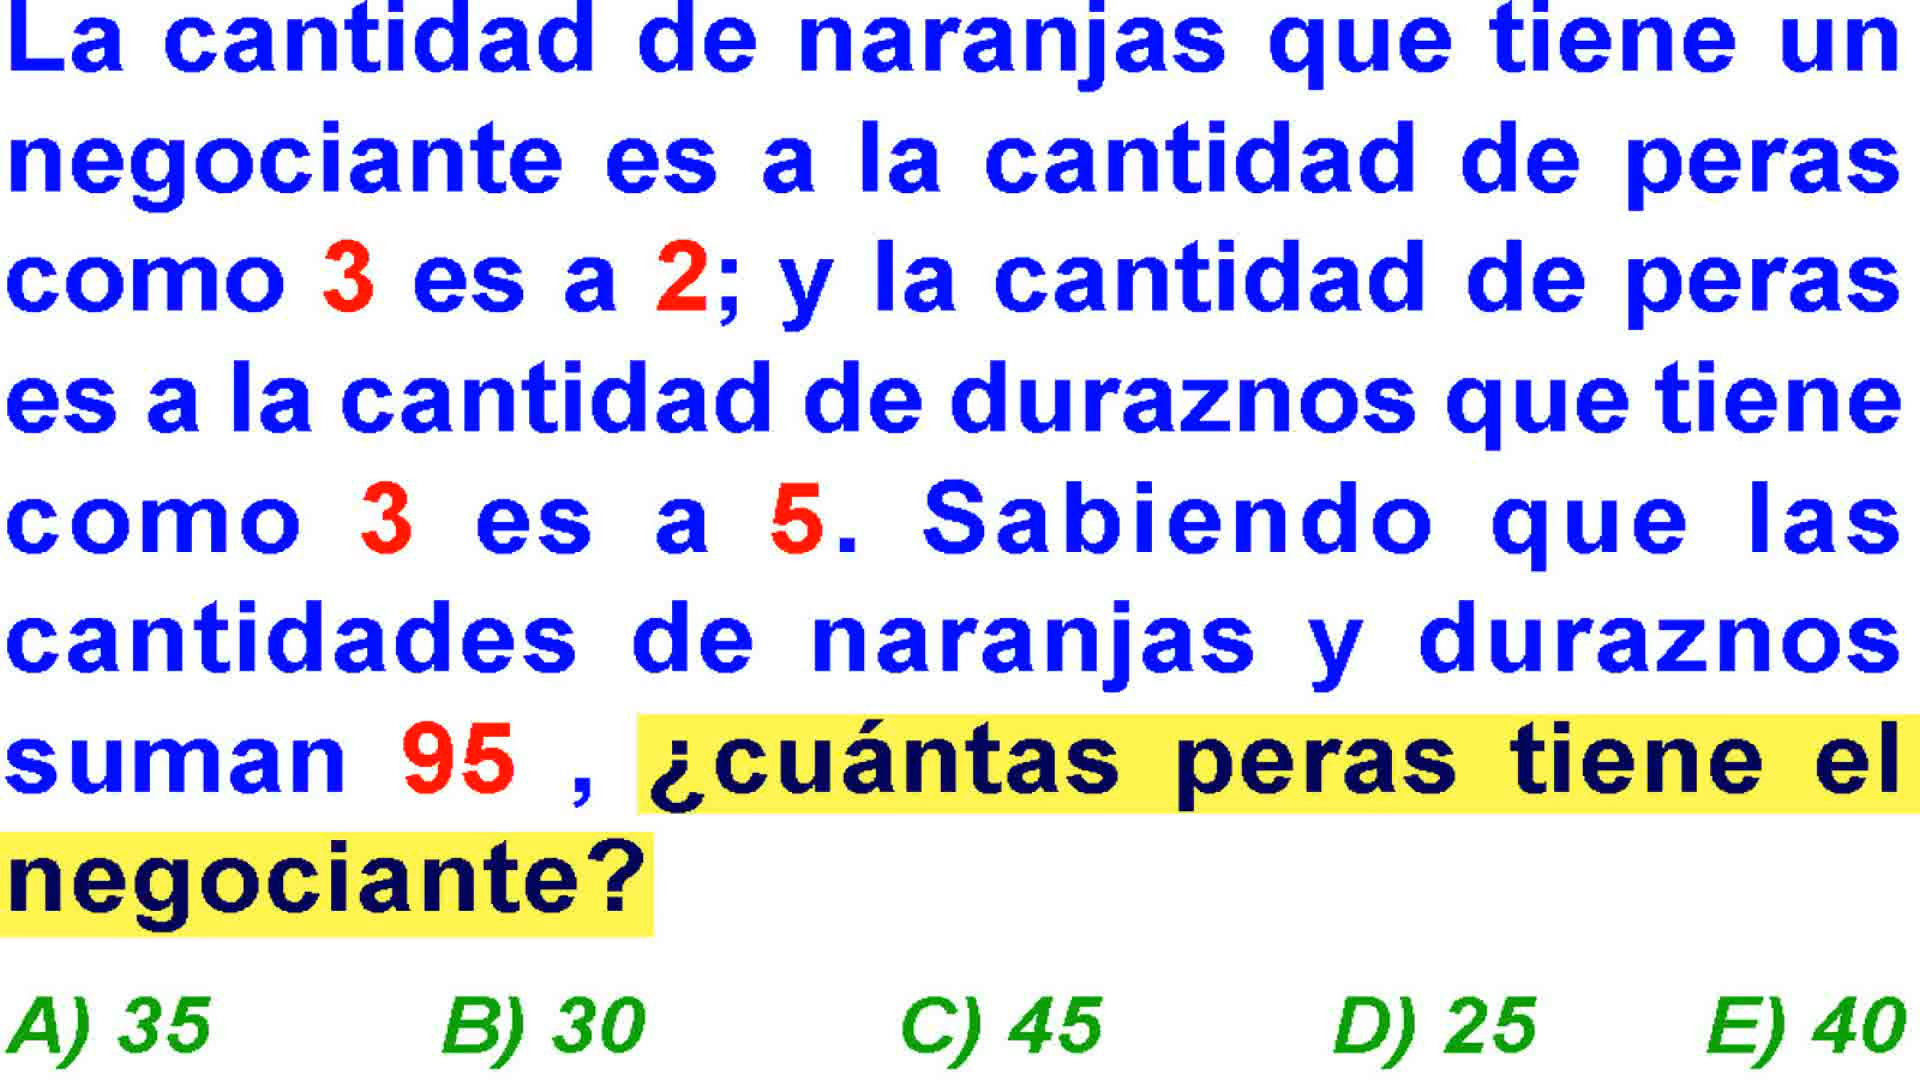 La cantidad de naranjas que tiene un
negociante es a la cantidad de peras
como 3 es a 2; y la cantidad de peras
es a la cantidad de duraznos que tiene
como 3 es a 5. Sabiendo que las
cantidades de naranjas y duraznos
suman 95 , ¿cuántas peras tiene el
negociante?
A) 35 B) 30 C) 45 D) 25 E) 40